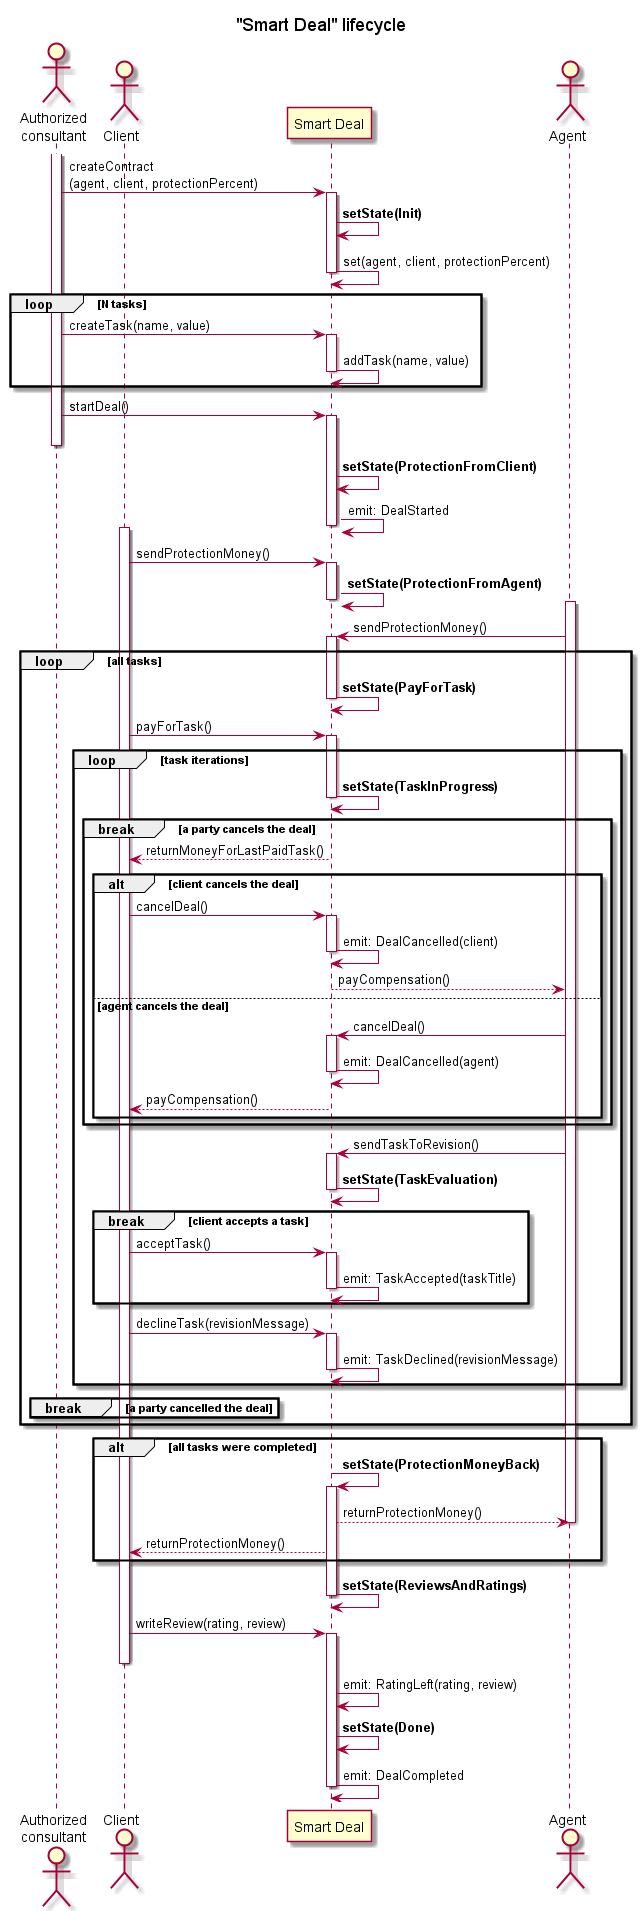 "Smart Deal" lifecycle
Authorized
consultant
Client
Smart Deal
Agent
createContract
(agent, client, protectionPercent)
setState(Init)
set(agent, client, protectionPercent)
loop [N tasks]
createTask(name, value)
addTask(name, value)
startDeal()
setState(ProtectionFromClient)
emit: DealStarted
sendProtectionMoney()
setState(ProtectionFromAgent)
sendProtectionMoney()
loop [all tasks]
setState(PayForTask)
payForTask()
loop [task iterations]
setState(TaskInProgress)
break [a party cancels the deal]
returnMoneyForLastPaidTask()
alt [client cancels the deal]
cancelDeal()
emit: DealCancelled(client)
payCompensation()
[agent cancels the deal]
cancelDeal()
emit: DealCancelled(agent)
payCompensation()
sendTaskToRevision()
setState(TaskEvaluation)
break [client accepts a task]
acceptTask()
emit: TaskAccepted(taskTitle)
declineTask(revisionMessage)
emit: TaskDeclined(revisionMessage)
break [a party cancelled the deal]
alt [all tasks were completed]
setState(ProtectionMoneyBack)
returnProtectionMoney()
returnProtectionMoney()
setState(ReviewsAndRatings)
writeReview(rating, review)
emit: RatingLeft(rating, review)
setState(Done)
emit: DealCompleted
Authorized
consultant
Client
Smart Deal
Agent